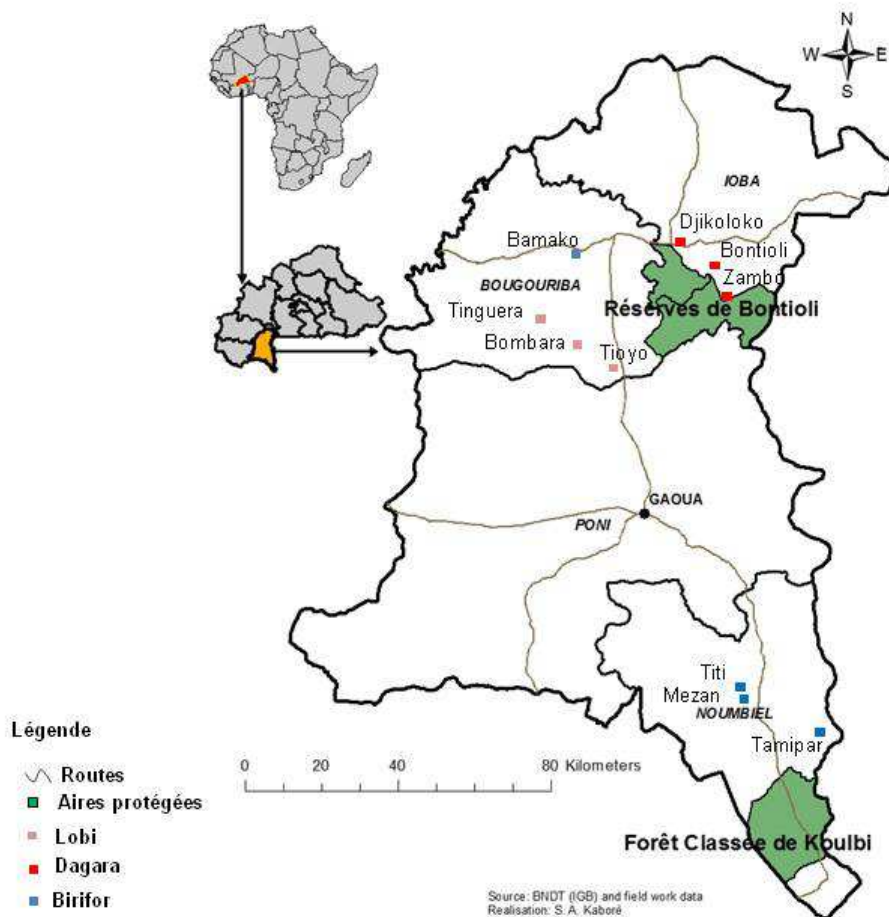 N
W E
S
IOBA
Djikoloko
Bamako
Bontioli
Zambo
BOUGOURIBA
Réserves de Bontioli
Tinguera
Bombara
Tioyo
GAOUA
PONI
Titi
Mezan
NOUMBIEL
Tamipar
Légende
Routes
Aires protégées
Lobi
Dagara
Birifor
0 20 40 80 Kilometers
Forêt Classée de Koulbi
Source: BNDT (IGB) and field work data
Realisation: S. A. Kaboré